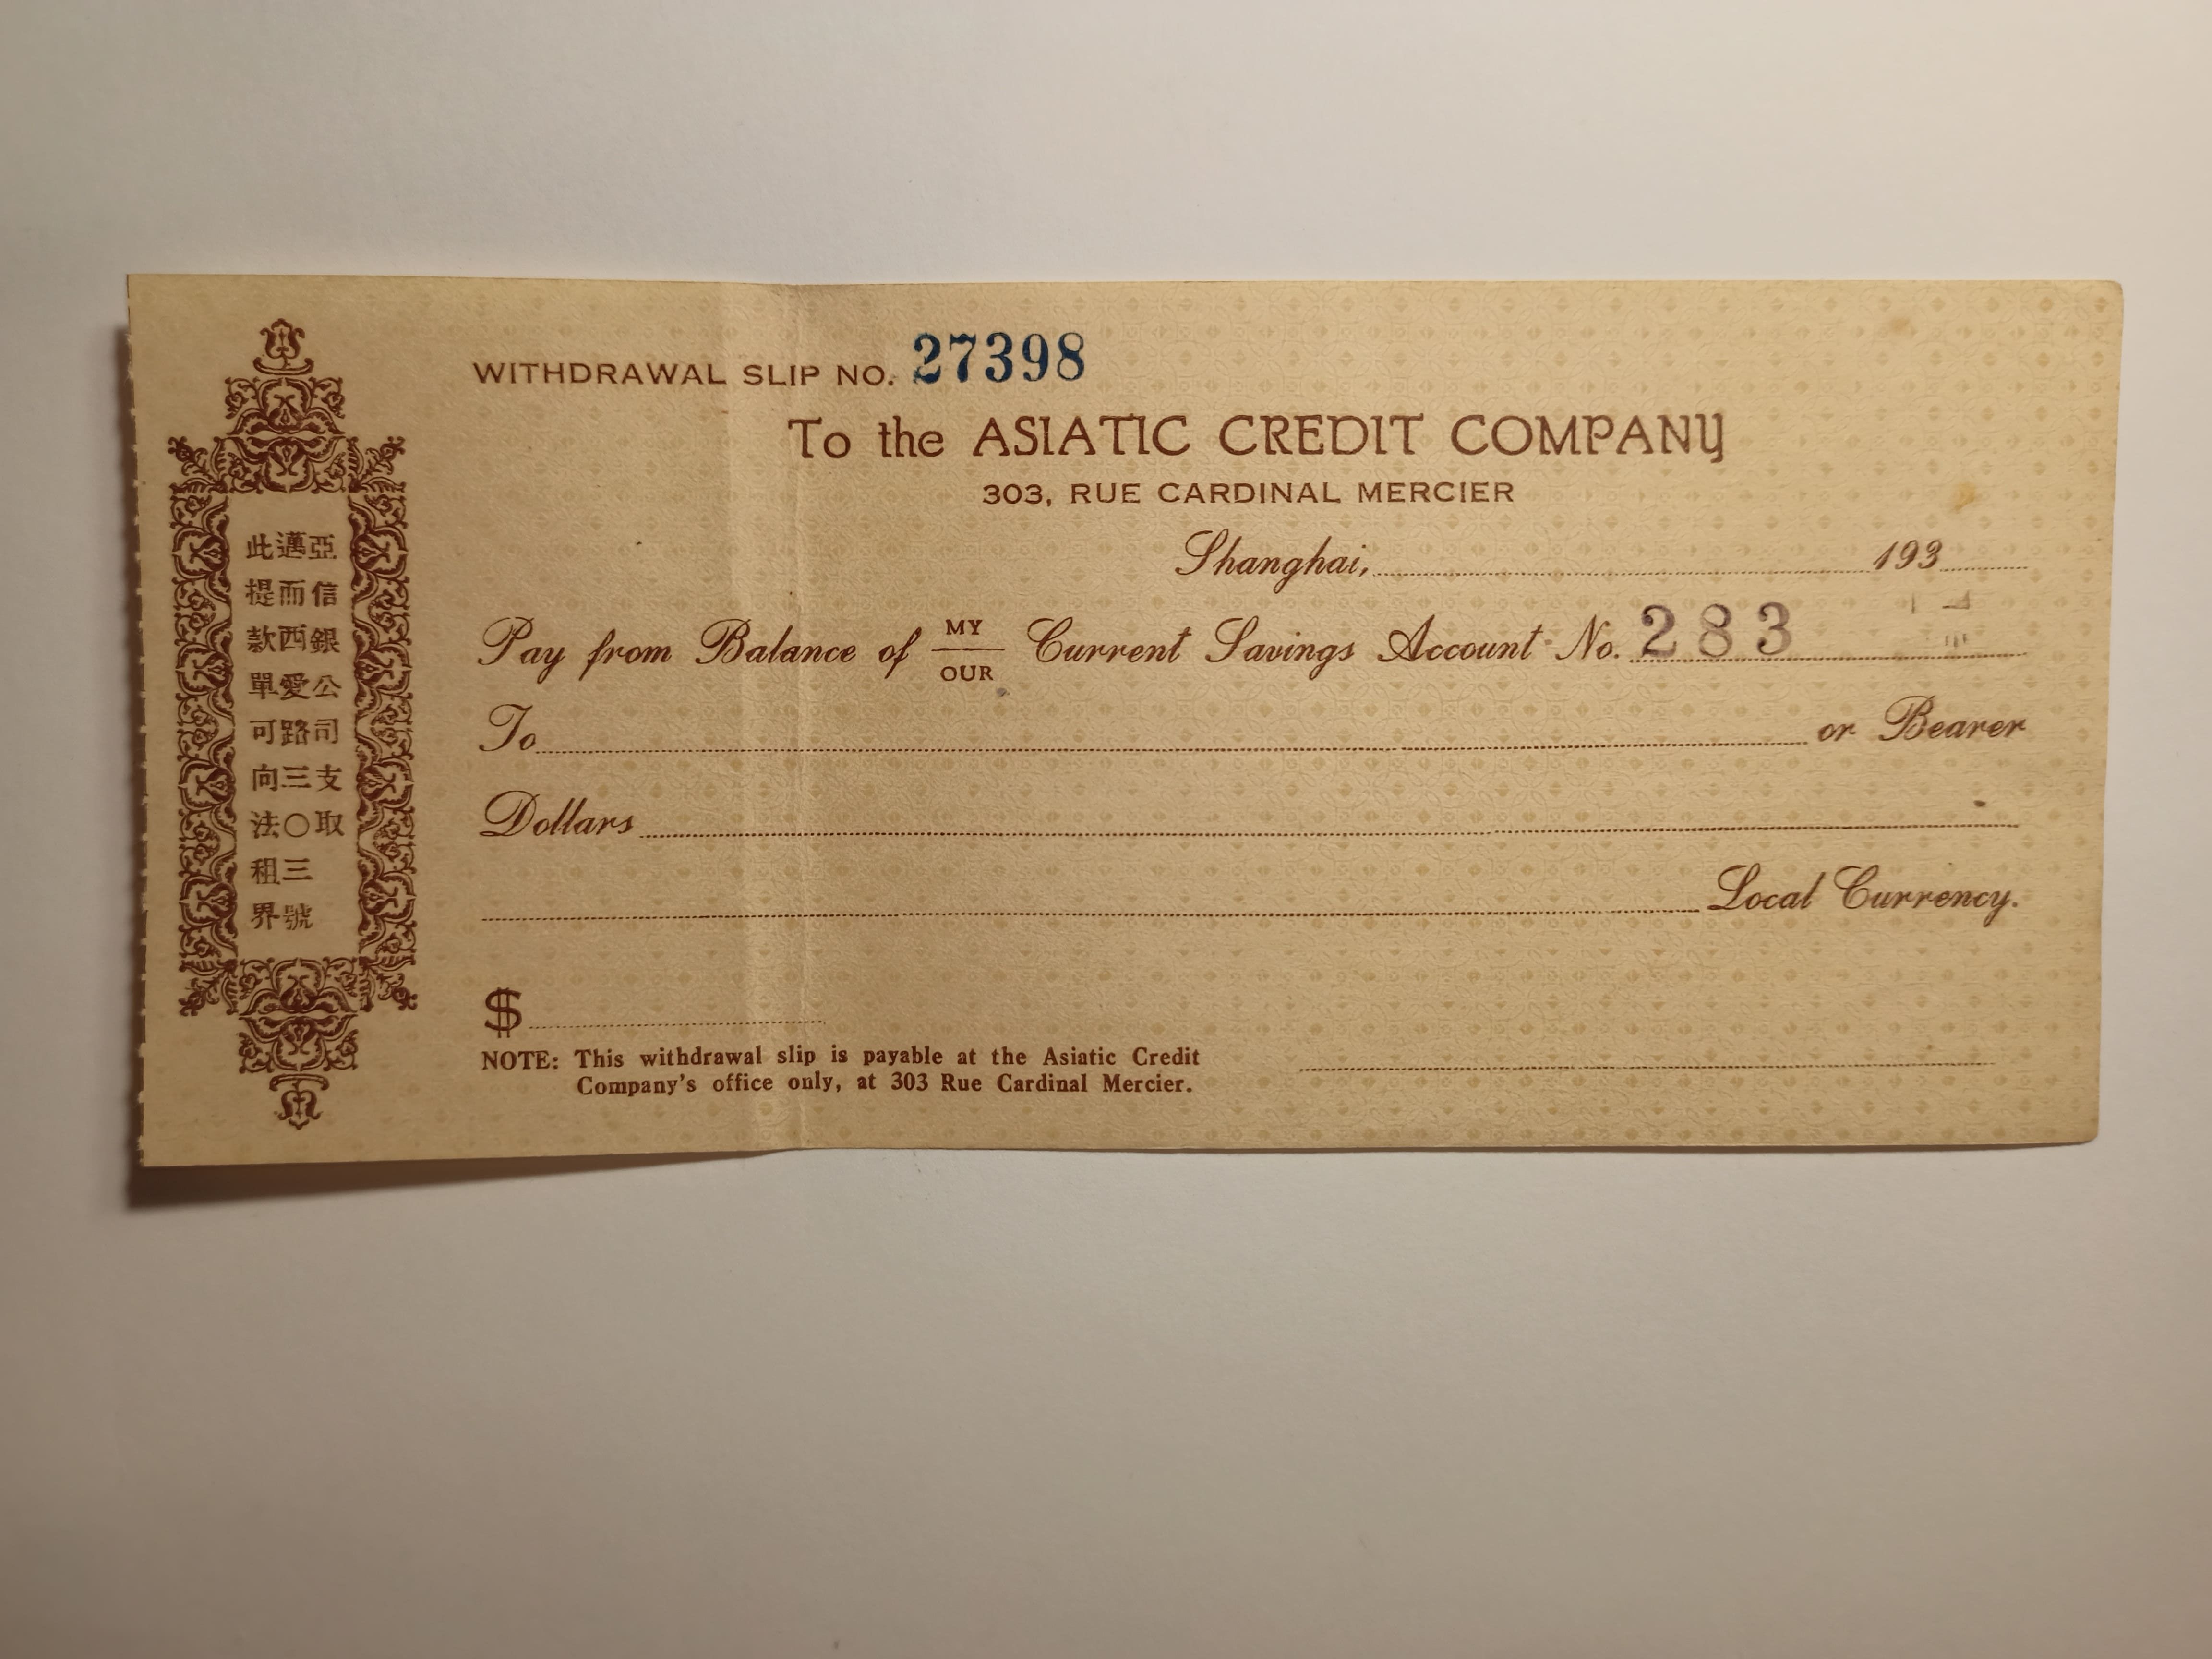 此提款單可向法租界
邁而西愛路三〇三號
亞信銀公司支取
WITHDRAWAL SLIP NO. 27398
To the ASIATIC CREDIT COMPANY
303, RUE CARDINAL MERCIER
Shanghai, 193
Pay from Balance of MY OUR Current Savings Account No. 283
To or Bearer
Dollars
Local Currency.
$
NOTE: This withdrawal slip is payable at the Asiatic Credit
Company's office only, at 303 Rue Cardinal Mercier.